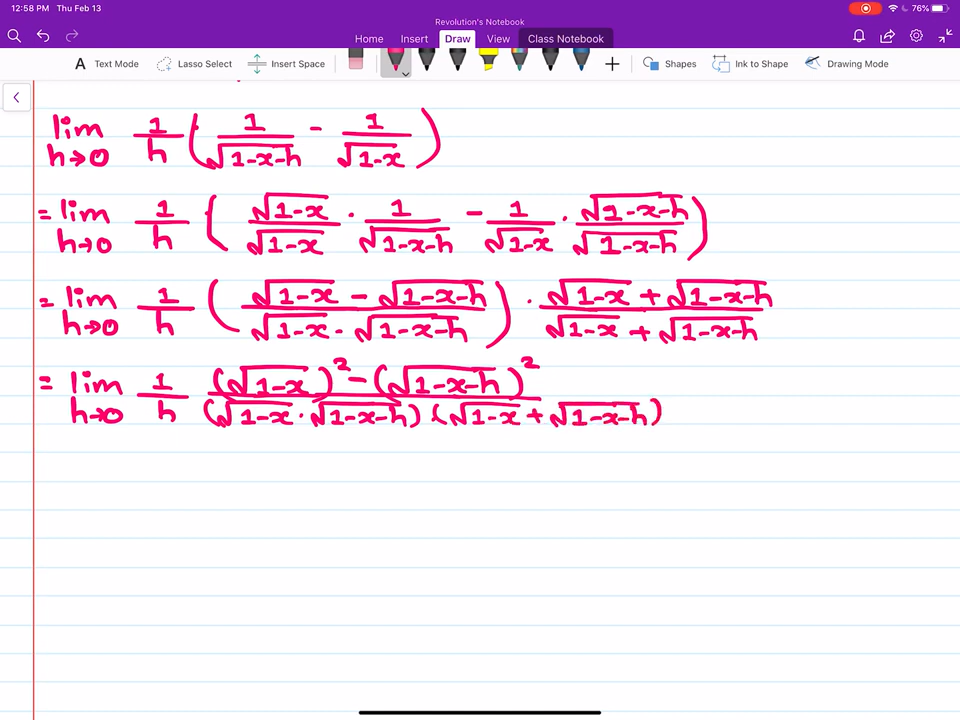 12:58 PM Thu Feb 13 76%
Revolution's Notebook
Home Insert Draw View Class Notebook
Text Mode Lasso Select Insert Space Shapes Ink to Shape Drawing Mode
lim h→0 1/h ( 1/√(1-x-h) - 1/√(1-x) )
= lim h→0 1/h ( √(1-x)/√(1-x) · 1/√(1-x-h) - 1/√(1-x) · √(1-x-h)/√(1-x-h) )
= lim h→0 1/h ( (√(1-x) - √(1-x-h))/(√(1-x) · √(1-x-h)) ) · (√(1-x) + √(1-x-h))/(√(1-x) + √(1-x-h))
= lim h→0 1/h ((√(1-x))² - (√(1-x-h))²)/((√(1-x) · √(1-x-h)) (√(1-x) + √(1-x-h)))